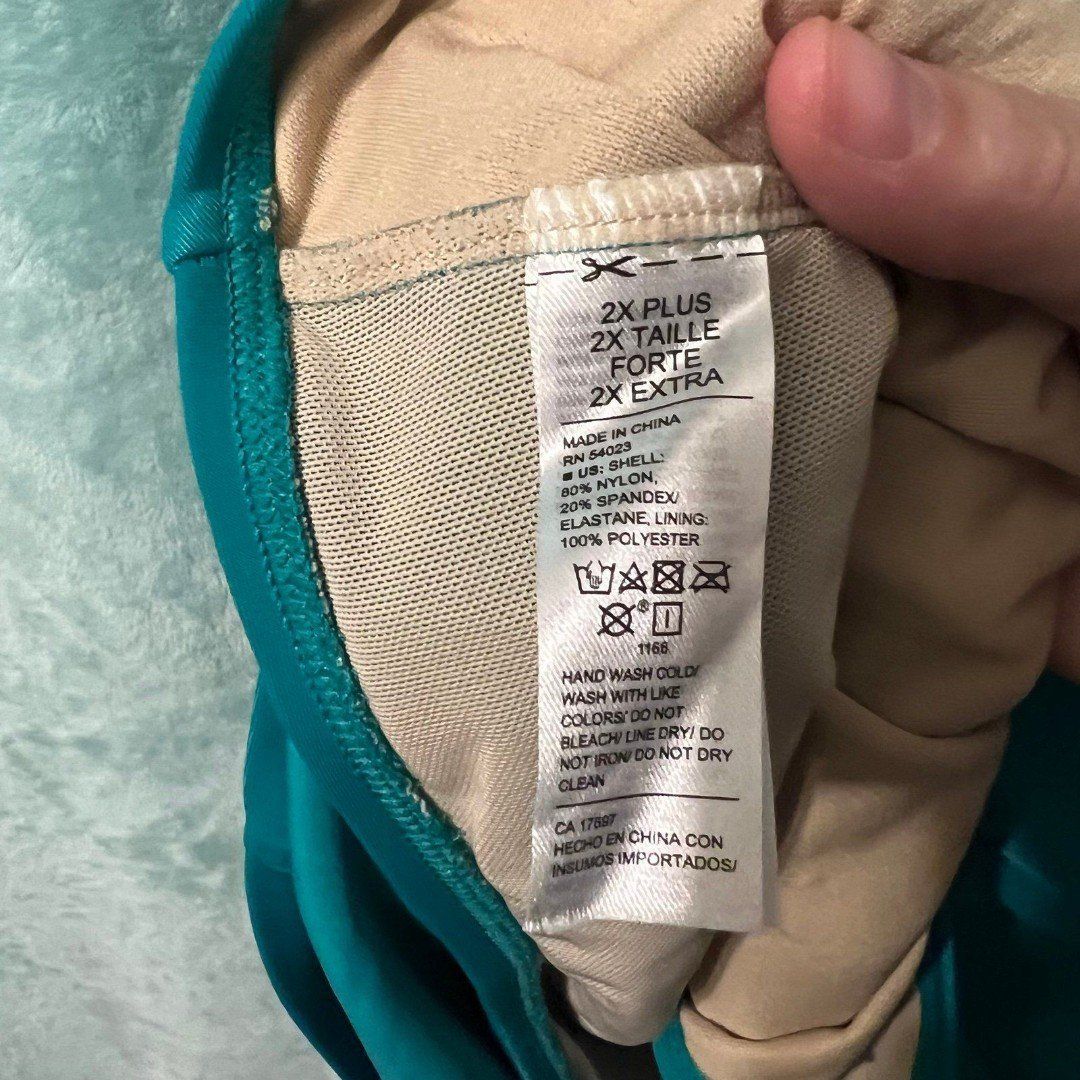 2X PLUS
2X TAILLE
FORTE
2X EXTRA
MADE IN CHINA
RN 54023
■ US: SHELL:
80% NYLON,
20% SPANDEX/
ELASTANE, LINING:
100% POLYESTER
1166
HAND WASH COLD/
WASH WITH LIKE
COLORS/ DO NOT
BLEACH/ LINE DRY/ DO
NOT IRON/ DO NOT DRY
CLEAN
CA 17697
HECHO EN CHINA CON
INSUMOS IMPORTADOS/